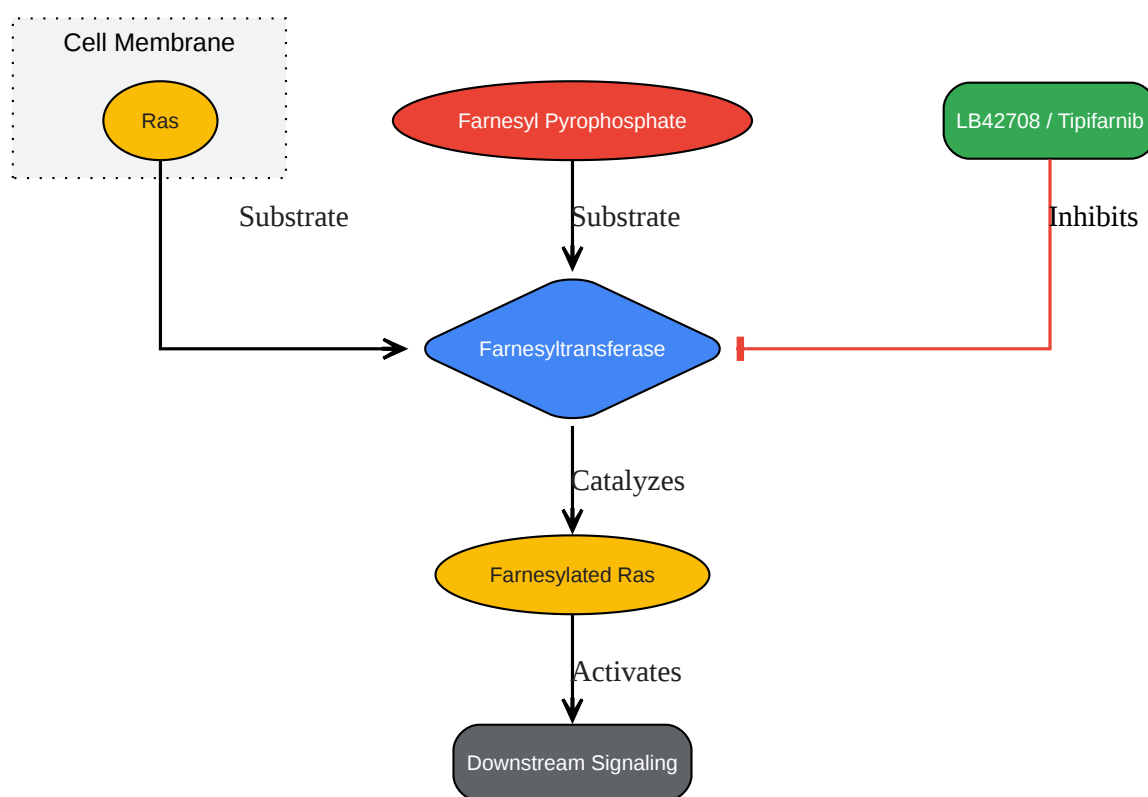 Cell Membrane
Ras
Farnesyl Pyrophosphate
LB42708 / Tipifarnib
Substrate
Substrate
Inhibits
Farnesyltransferase
Catalyzes
Farnesylated Ras
Activates
Downstream Signaling